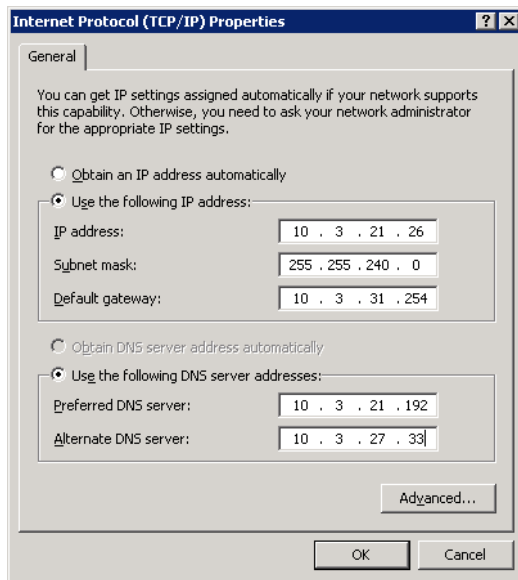 Internet Protocol (TCP/IP) Properties
General
You can get IP settings assigned automatically if your network supports
this capability. Otherwise, you need to ask your network administrator
for the appropriate IP settings.
Obtain an IP address automatically
Use the following IP address:
IP address: 10 . 3 . 21 . 26
Subnet mask: 255 . 255 . 240 . 0
Default gateway: 10 . 3 . 31 . 254
Obtain DNS server address automatically
Use the following DNS server addresses:
Preferred DNS server: 10 . 3 . 21 . 192
Alternate DNS server: 10 . 3 . 27 . 33
Advanced...
OK Cancel